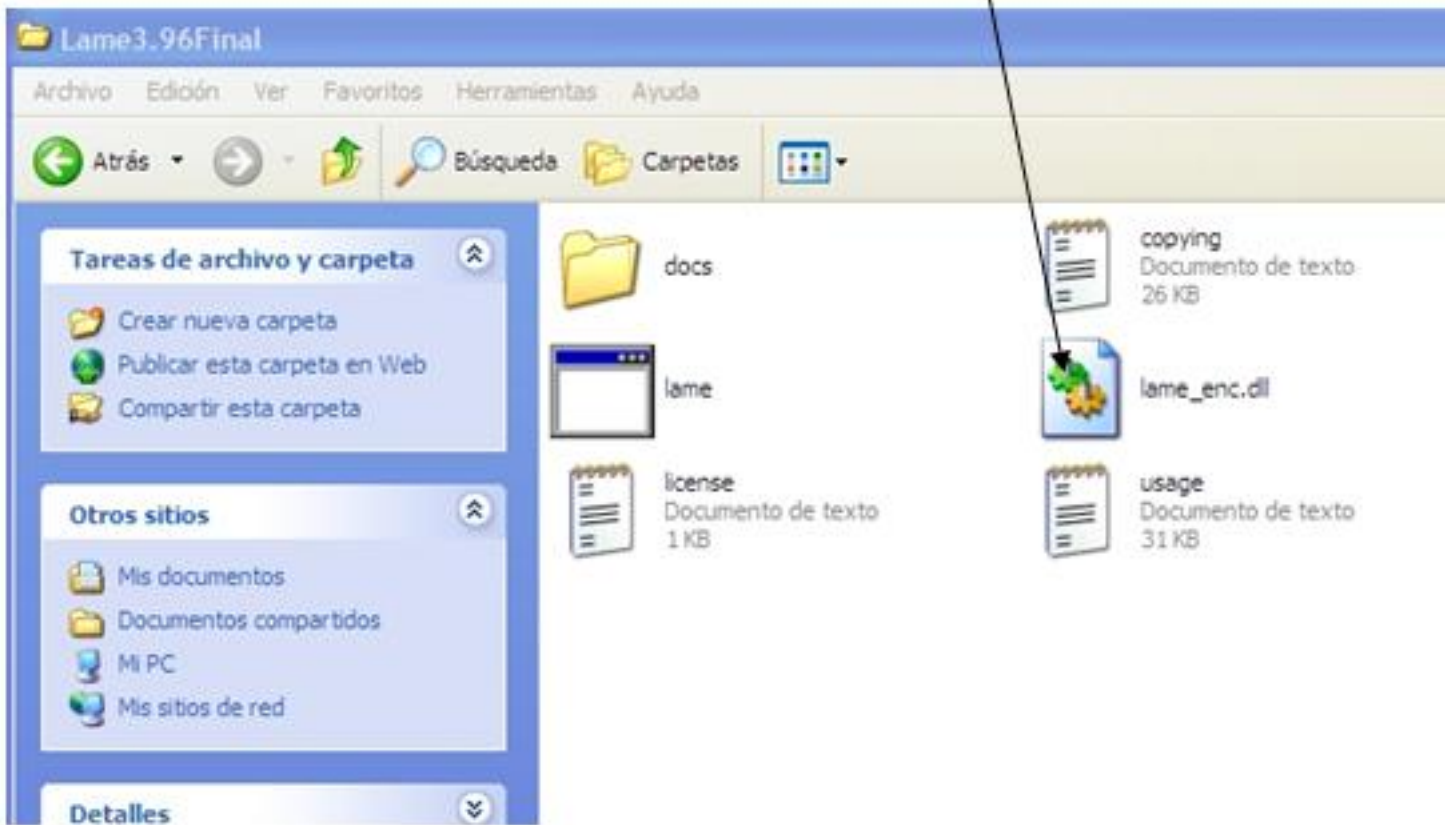 Lame3.96Final
Archivo Edición Ver Favoritos Herramientas Ayuda
Atrás Búsqueda Carpetas
Tareas de archivo y carpeta
Crear nueva carpeta
Publicar esta carpeta en Web
Compartir esta carpeta
Otros sitios
Mis documentos
Documentos compartidos
Mi PC
Mis sitios de red
Detalles
docs
copying
Documento de texto
26 KB
lame
lame_enc.dll
license
Documento de texto
1 KB
usage
Documento de texto
31 KB